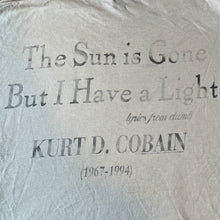 The Sun is Gone
But I Have a Light
lyrics from dumb
KURT D. COBAIN
(1967-1994)